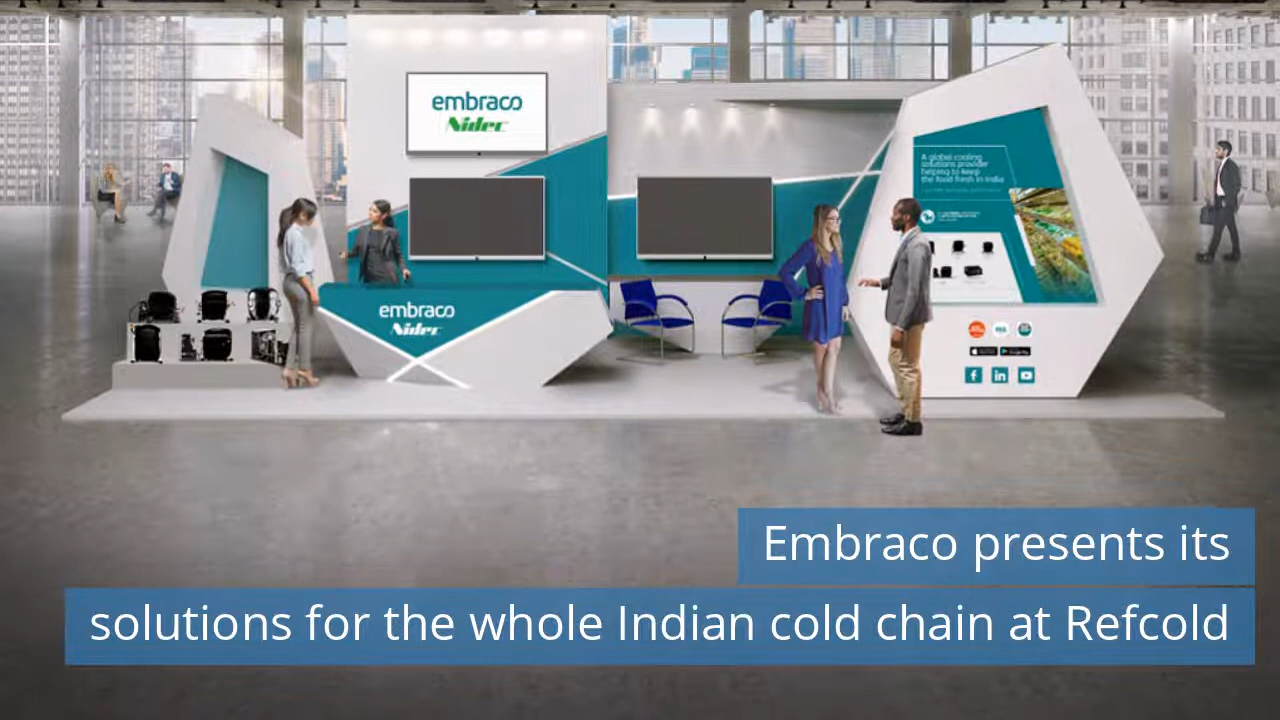 embraco
Nidec
A global cooling
solutions provider
helping to keep
the food fresh in India
embraco
Nidec
Embraco presents its
solutions for the whole Indian cold chain at Refcold